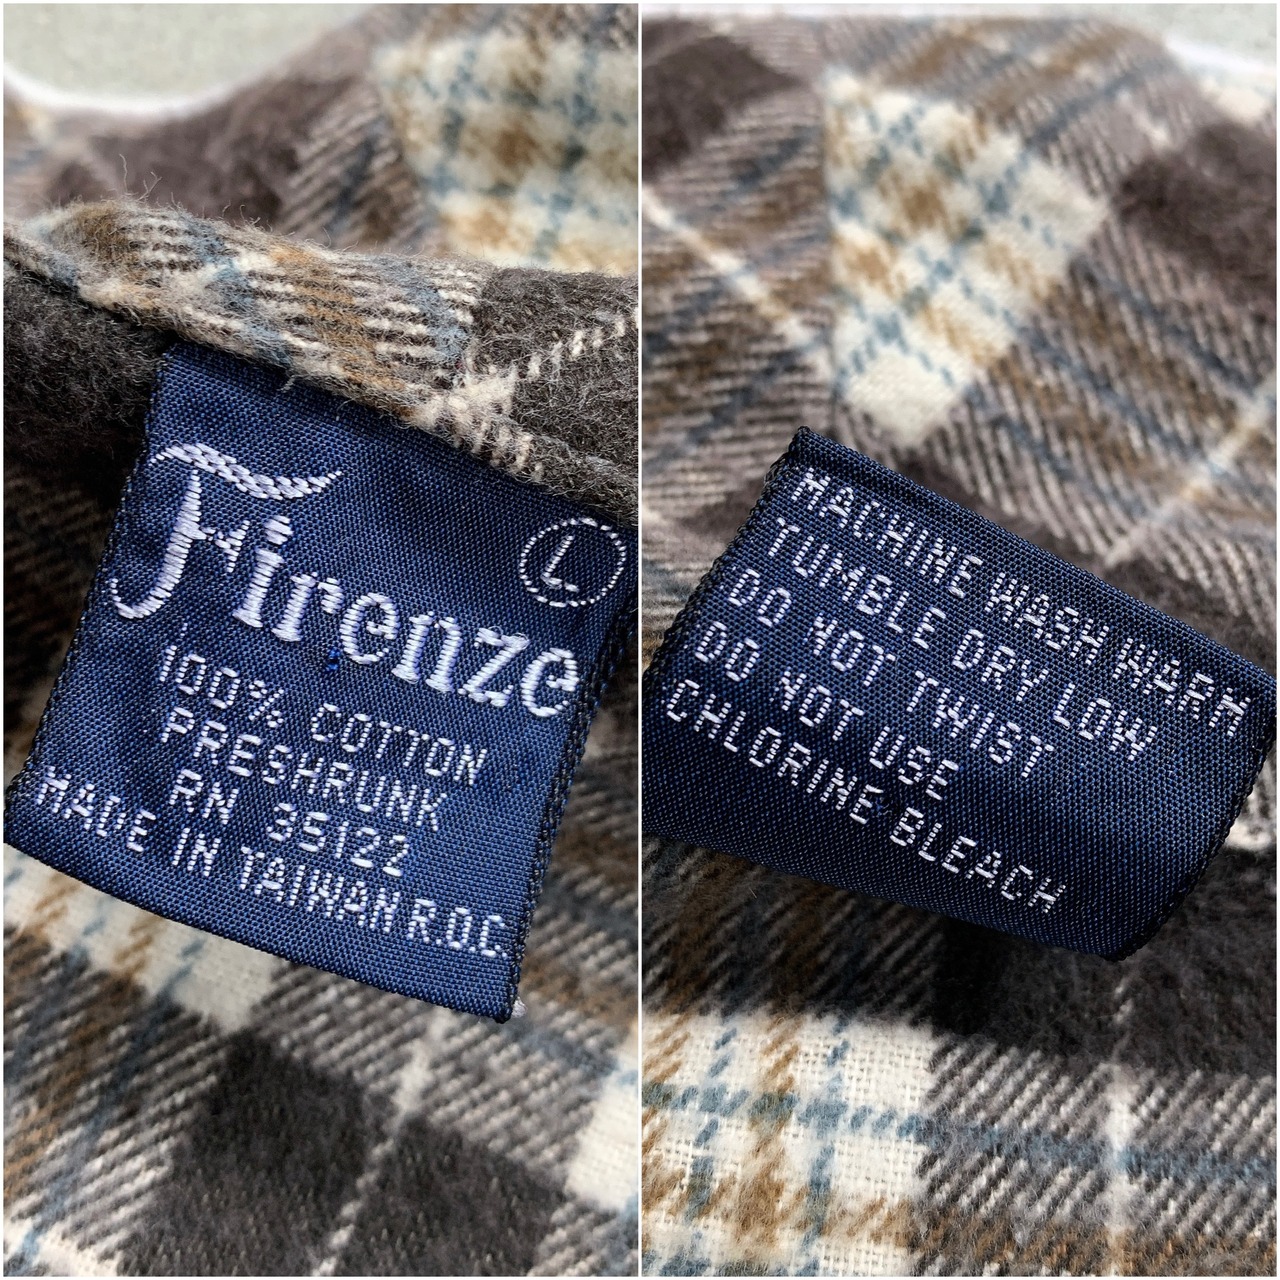 Firenze
L
100% COTTON
PRESHRUNK
RN 35122
MADE IN TAIWAN R.O.C.
MACHINE WASH WARM
TUMBLE DRY LOW
DO NOT TWIST
DO NOT USE
CHLORINE BLEACH